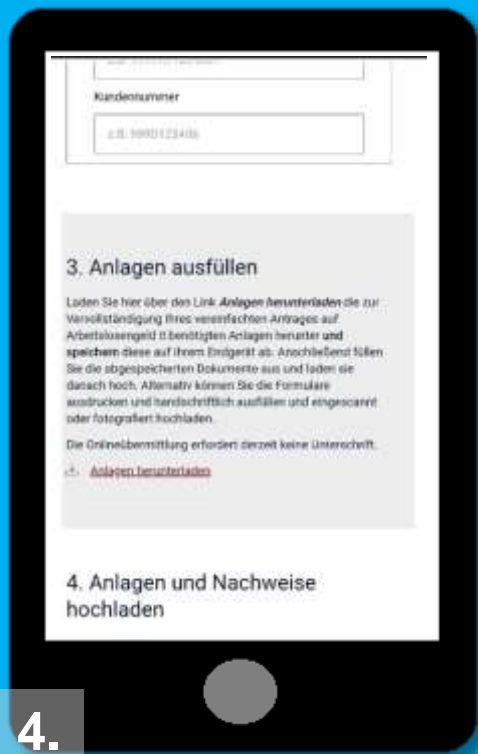 Kundennummer
3. Anlagen ausfüllen
Laden Sie hier über den Link Anlagen herunterladen die zur
Vervollständigung Ihres vereinfachten Antrages auf
Arbeitslosengeld II benötigten Anlagen herunter und
speichern diese auf Ihrem Endgerät ab. Anschließend füllen
Sie die abgespeicherten Dokumente aus und laden sie
danach hoch. Alternativ können Sie die Formulare
ausdrucken und handschriftlich ausfüllen und eingescannt
oder fotografiert hochladen.
Die Onlineübermittlung erfordert derzeit keine Unterschrift.
Anlagen herunterladen
4. Anlagen und Nachweise
hochladen
4.